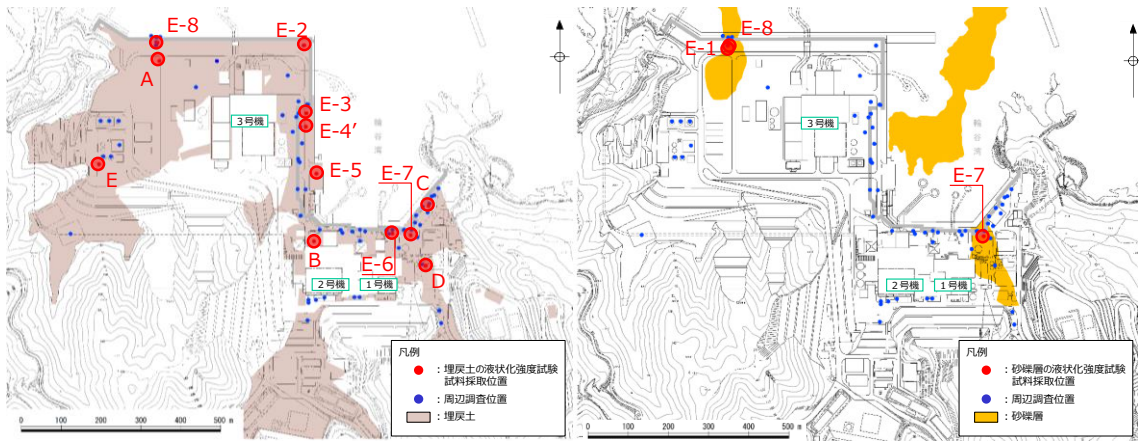 E-8
E-2
A
E-3
3号機
E-4’
E-5
E
E-7
C
B
E-6
D
2号機
1号機
凡例
：埋戻土の液状化強度試験
試料採取位置
：周辺調査位置
：埋戻土
0 100 200 300 400 500 m
E-8
E-1
3号機
輪谷湾
E-7
2号機
1号機
凡例
：砂礫層の液状化強度試験
試料採取位置
：周辺調査位置
：砂礫層
0 100 200 300 400 500 m